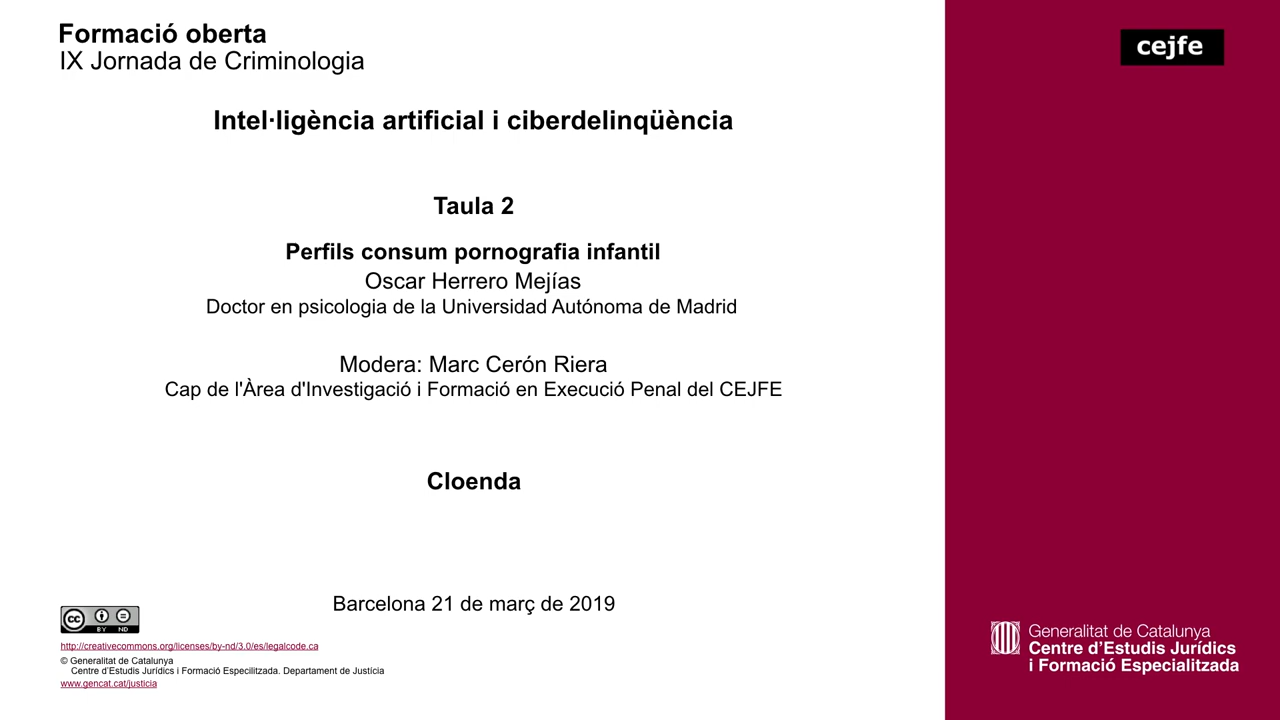 Formació oberta
IX Jornada de Criminologia
cejfe
Intel·ligència artificial i ciberdelinqüència
Taula 2
Perfils consum pornografia infantil
Oscar Herrero Mejías
Doctor en psicologia de la Universidad Autónoma de Madrid
Modera: Marc Cerón Riera
Cap de l'Àrea d'Investigació i Formació en Execució Penal del CEJFE
Cloenda
Barcelona 21 de març de 2019
cc BY ND
http://creativecommons.org/licenses/by-nd/3.0/es/legalcode.ca
© Generalitat de Catalunya
Centre d'Estudis Jurídics i Formació Especilitzada. Departament de Justícia
www.gencat.cat/justicia
Generalitat de Catalunya
Centre d'Estudis Jurídics
i Formació Especialitzada